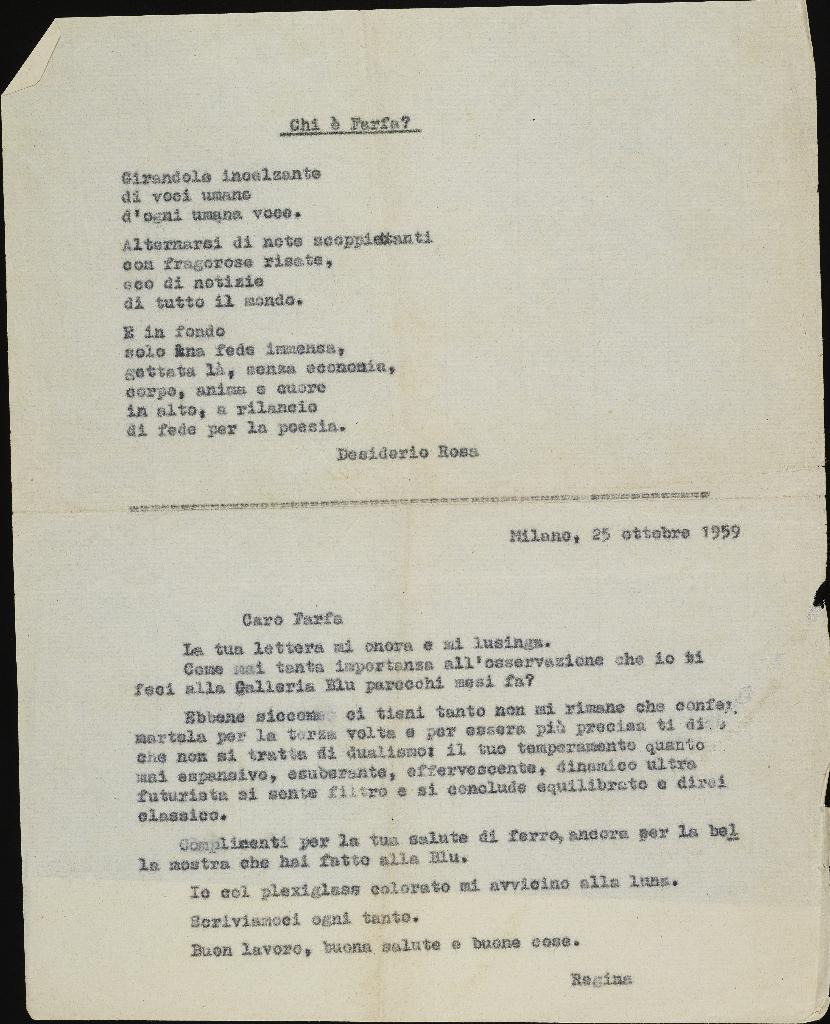 Chi è Farfa?
Girandole incalzante
di voci umane
d'ogni umana voce.
Alternarsi di note scoppiettanti
con fragorose risate,
eco di notizie
di tutto il mondo.
E in fondo
solo una fede immensa,
gettata là, senza economia,
corpo, anima e cuore
in alto, a rilancio
di fede per la poesia.
Desiderio Rosa
Milano, 25 ottobre 1959
Caro Farfa
La tua lettera mi onora e mi lusinga.
Come mai tanta importanza all'osservazione che io ti
feci alla Galleria Blu parecchi mesi fa?
Ebbene siccome ci tieni tanto non mi rimane che confer
martela per la terza volta e per essere più precisa ti
che non si tratta di dualismo: il tuo temperamento quanto
mai espansivo, esuberante, effervescente, dinamico ultra
futurista si sente filtro e si conclude equilibrato e direi
classico.
Complimenti per la tua salute di ferro, ancora per la bel
la mostra che hai fatto alla Blu.
Io col plexiglass colorato mi avvicino alla luna.
Scriviamoci ogni tanto.
Buon lavoro, buona salute e buone cose.
Regina